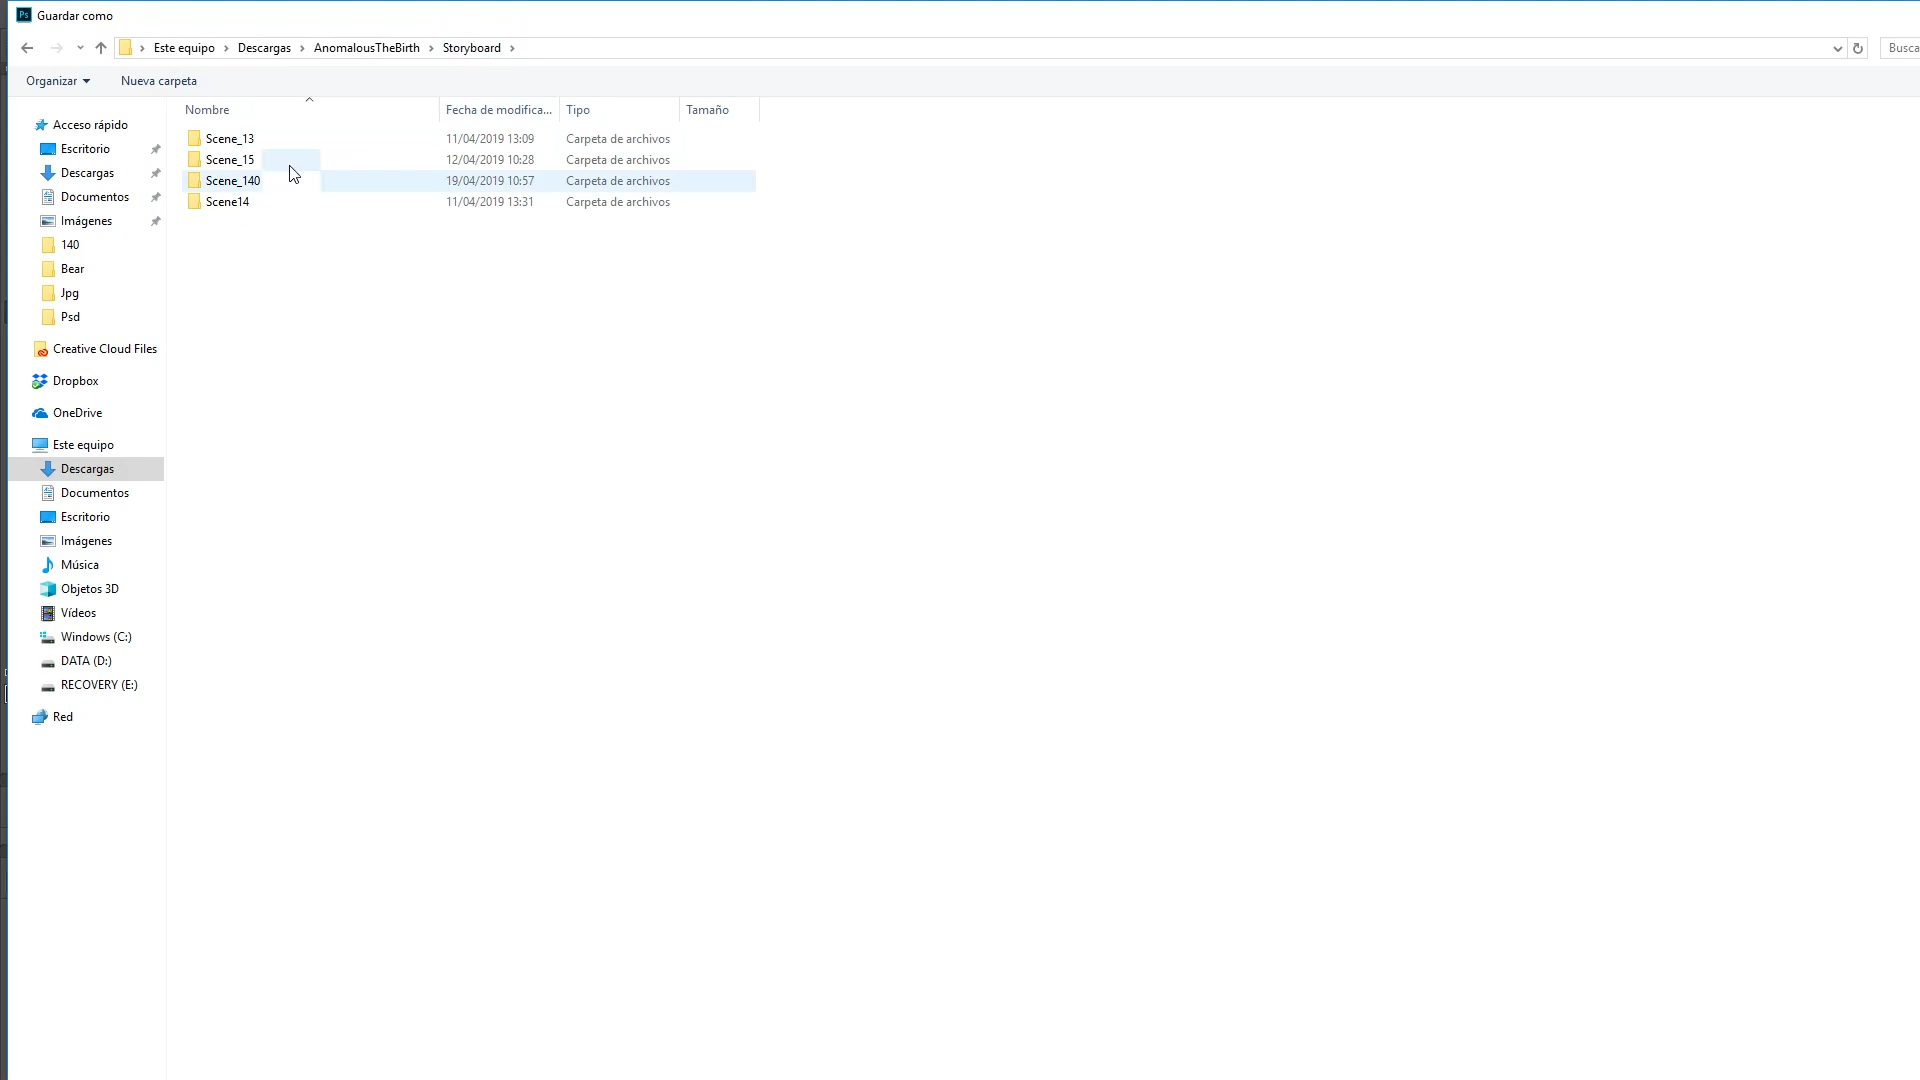 Ps Guardar como
Este equipo Descargas AnomalousTheBirth Storyboard Busca
Organizar Nueva carpeta
Nombre Fecha de modifica... Tipo Tamaño
Scene_13 11/04/2019 13:09 Carpeta de archivos
Scene_15 12/04/2019 10:28 Carpeta de archivos
Scene_140 19/04/2019 10:57 Carpeta de archivos
Scene14 11/04/2019 13:31 Carpeta de archivos
Acceso rápido
Escritorio
Descargas
Documentos
Imágenes
140
Bear
Jpg
Psd
Creative Cloud Files
Dropbox
OneDrive
Este equipo
Descargas
Documentos
Escritorio
Imágenes
Música
Objetos 3D
Vídeos
Windows (C:)
DATA (D:)
RECOVERY (E:)
Red